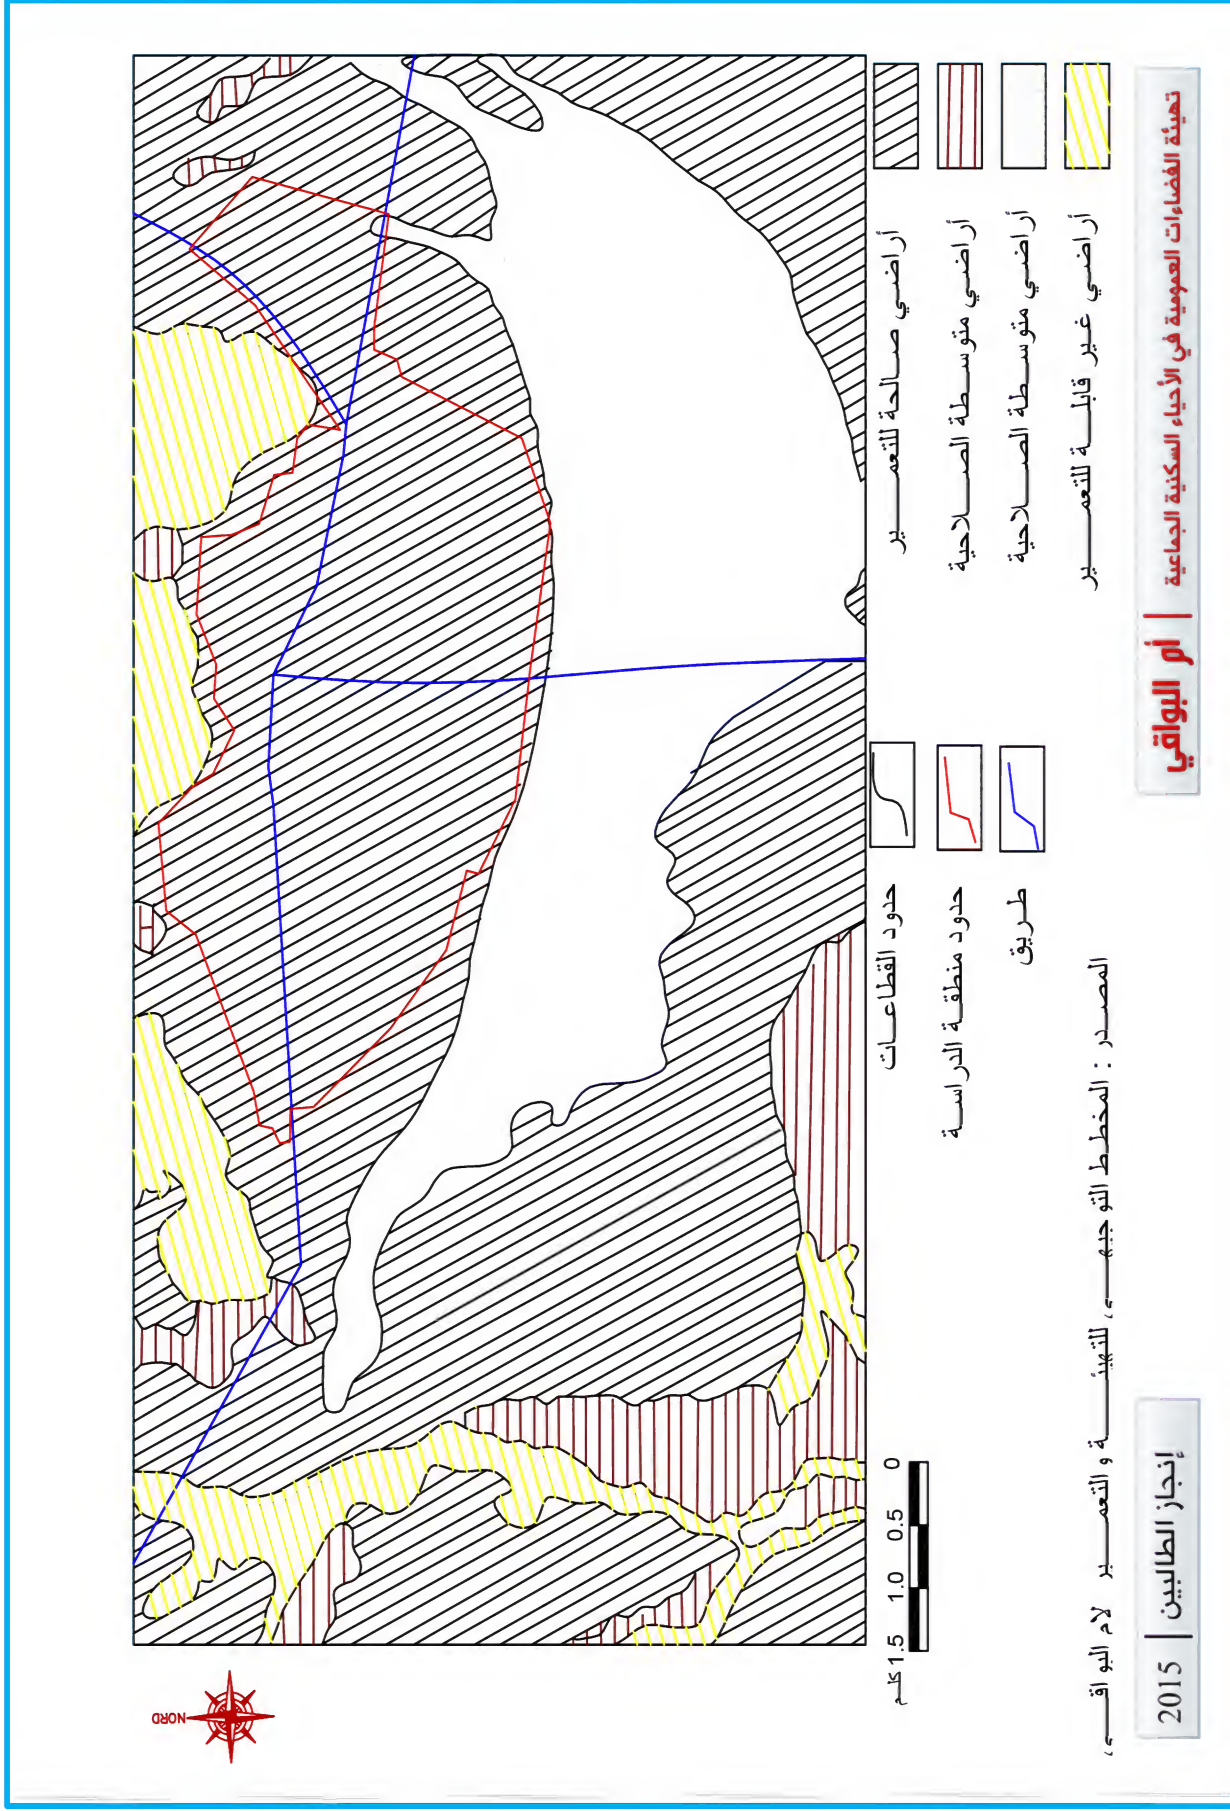 NORD
أراضي صالحة للتعمير
أراضي متوسطة الصلاحية
أراضي متوسطة الصلاحية
أراضي غير قابلة للتعمير
حدود القطاعات
حدود منطقة الدراسة
طريق
0 0.5 1.0 1.5 كلم
المصدر : المخطط التوجيهي للتهيئة والتعمير لام البواقي
تهيئة الفضاءات العمومية في الأحياء السكنية الجماعية | أم البواقي
إنجاز الطالبين | 2015